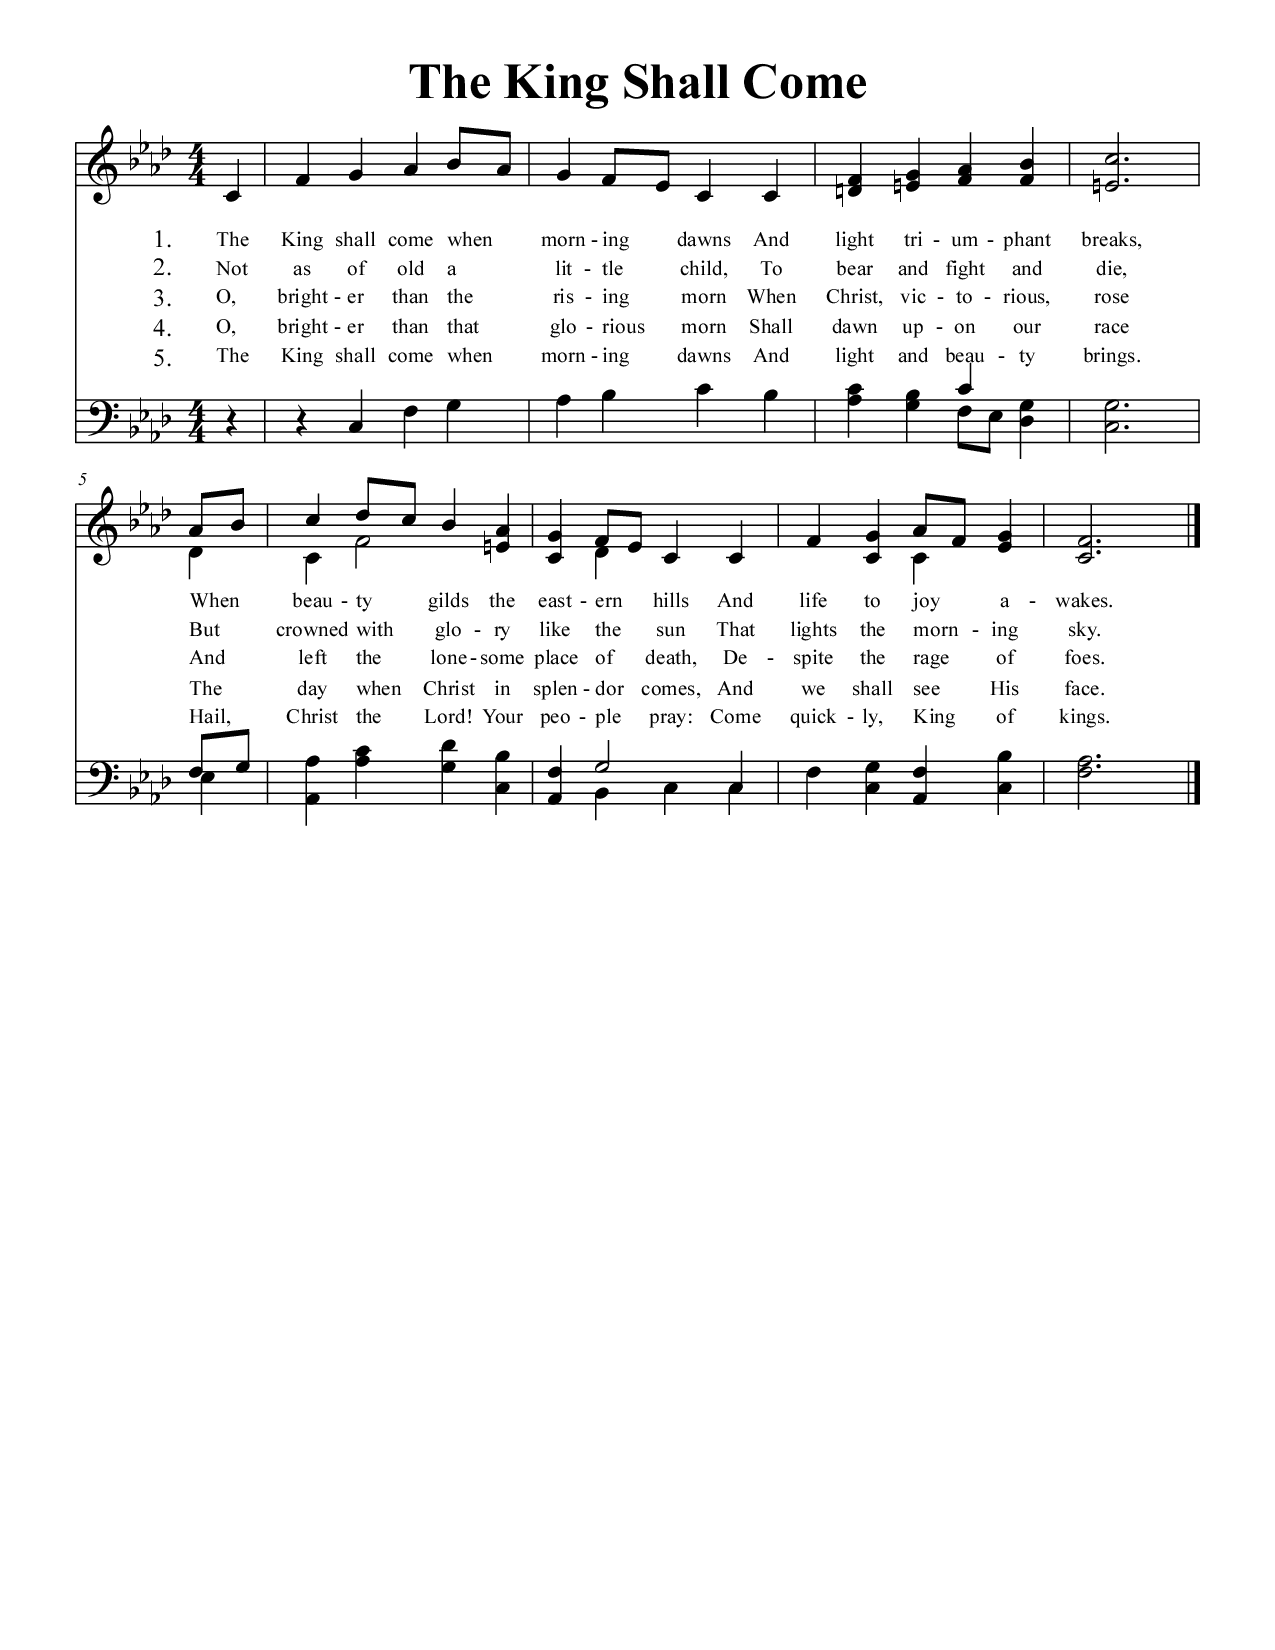 The King Shall Come
1. The King shall come when morn - ing dawns And light tri - um - phant breaks,
2. Not as of old a lit - tle child, To bear and fight and die,
3. O, bright - er than the ris - ing morn When Christ, vic - to - rious, rose
4. O, bright - er than that glo - rious morn Shall dawn up - on our race
5. The King shall come when morn - ing dawns And light and beau - ty brings.
5
When beau - ty gilds the east - ern hills And life to joy a - wakes.
But crowned with glo - ry like the sun That lights the morn - ing sky.
And left the lone - some place of death, De - spite the rage of foes.
The day when Christ in splen - dor comes, And we shall see His face.
Hail, Christ the Lord! Your peo - ple pray: Come quick - ly, King of kings.